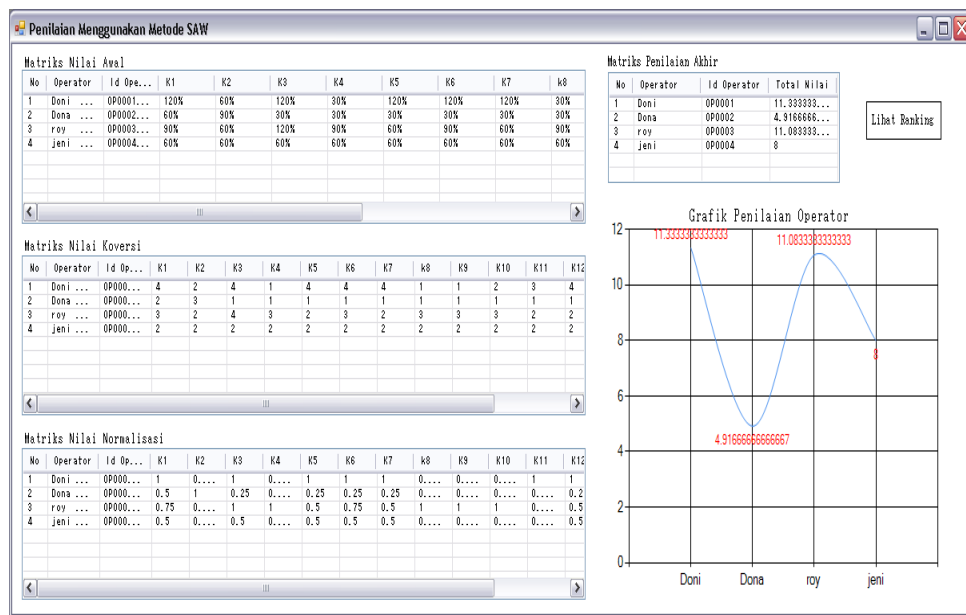 Penilaian Menggunakan Metode SAW
Matriks Nilai Awal
No Operator Id Ope... K1 K2 K3 K4 K5 K6 K7 k8
1 Doni ... OP0001... 120% 60% 120% 30% 120% 120% 120% 30%
2 Dona ... OP0002... 60% 90% 30% 30% 30% 30% 30% 30%
3 roy ... OP0003... 90% 60% 120% 90% 60% 90% 60% 90%
4 jeni ... OP0004... 60% 60% 60% 60% 60% 60% 60% 60%
Matriks Nilai Koversi
No Operator Id Op... K1 K2 K3 K4 K5 K6 K7 k8 K9 K10 K11 K12
1 Doni ... OP000... 4 2 4 1 4 4 4 1 1 2 3 4
2 Dona ... OP000... 2 3 1 1 1 1 1 1 1 1 1 1
3 roy ... OP000... 3 2 4 3 2 3 2 3 3 3 2 2
4 jeni ... OP000... 2 2 2 2 2 2 2 2 2 2 2 2
Matriks Nilai Normalisasi
No Operator Id Op... K1 K2 K3 K4 K5 K6 K7 k8 K9 K10 K11 K12
1 Doni ... OP000... 1 0.... 1 0.... 1 1 1 0.... 0.... 0.... 1 1
2 Dona ... OP000... 0.5 1 0.25 0.... 0.25 0.25 0.25 0.... 0.... 0.... 0.... 0.2
3 roy ... OP000... 0.75 0.... 1 1 0.5 0.75 0.5 1 1 1 0.... 0.5
4 jeni ... OP000... 0.5 0.... 0.5 0.... 0.5 0.5 0.5 0.... 0.... 0.... 0.... 0.5
Matriks Penilaian Akhir
No Operator Id Operator Total Nilai
1 Doni OP0001 11.333333...
2 Dona OP0002 4.9166666...
3 roy OP0003 11.083333...
4 jeni OP0004 8
Lihat Ranking
Grafik Penilaian Operator
12
10
8
6
4
2
0
11.3333333333333
11.0833333333333
8
4.91666666666667
Doni Dona roy jeni